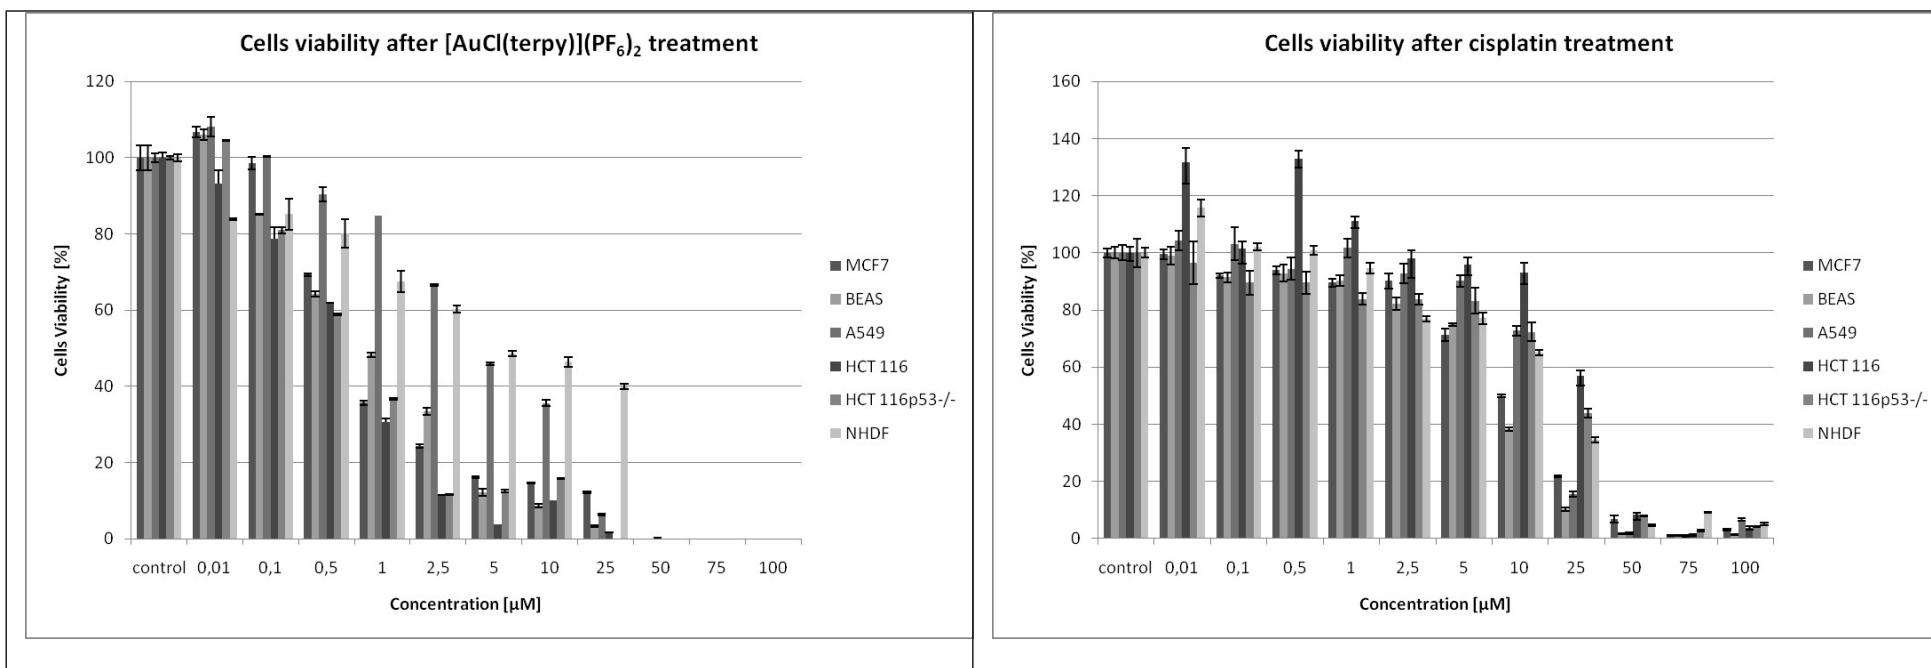 Cells viability after [AuCl(terpy)](PF₆)₂ treatment
120
100
80
60
40
20
0
Cells Viability [%]
control 0,01 0,1 0,5 1 2,5 5 10 25 50 75 100
Concentration [µM]
MCF7
BEAS
A549
HCT 116
HCT 116p53-/-
NHDF
Cells viability after cisplatin treatment
160
140
120
100
80
60
40
20
0
Cells Viability [%]
control 0,01 0,1 0,5 1 2,5 5 10 25 50 75 100
Concentration [µM]
MCF7
BEAS
A549
HCT 116
HCT 116p53-/-
NHDF